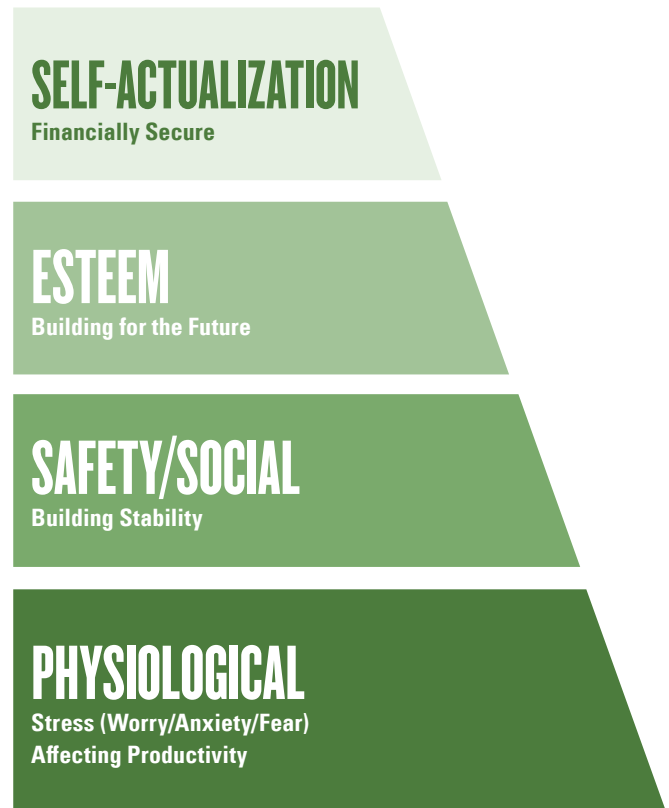 SELF-ACTUALIZATION
Financially Secure
ESTEEM
Building for the Future
SAFETY/SOCIAL
Building Stability
PHYSIOLOGICAL
Stress (Worry/Anxiety/Fear)
Affecting Productivity